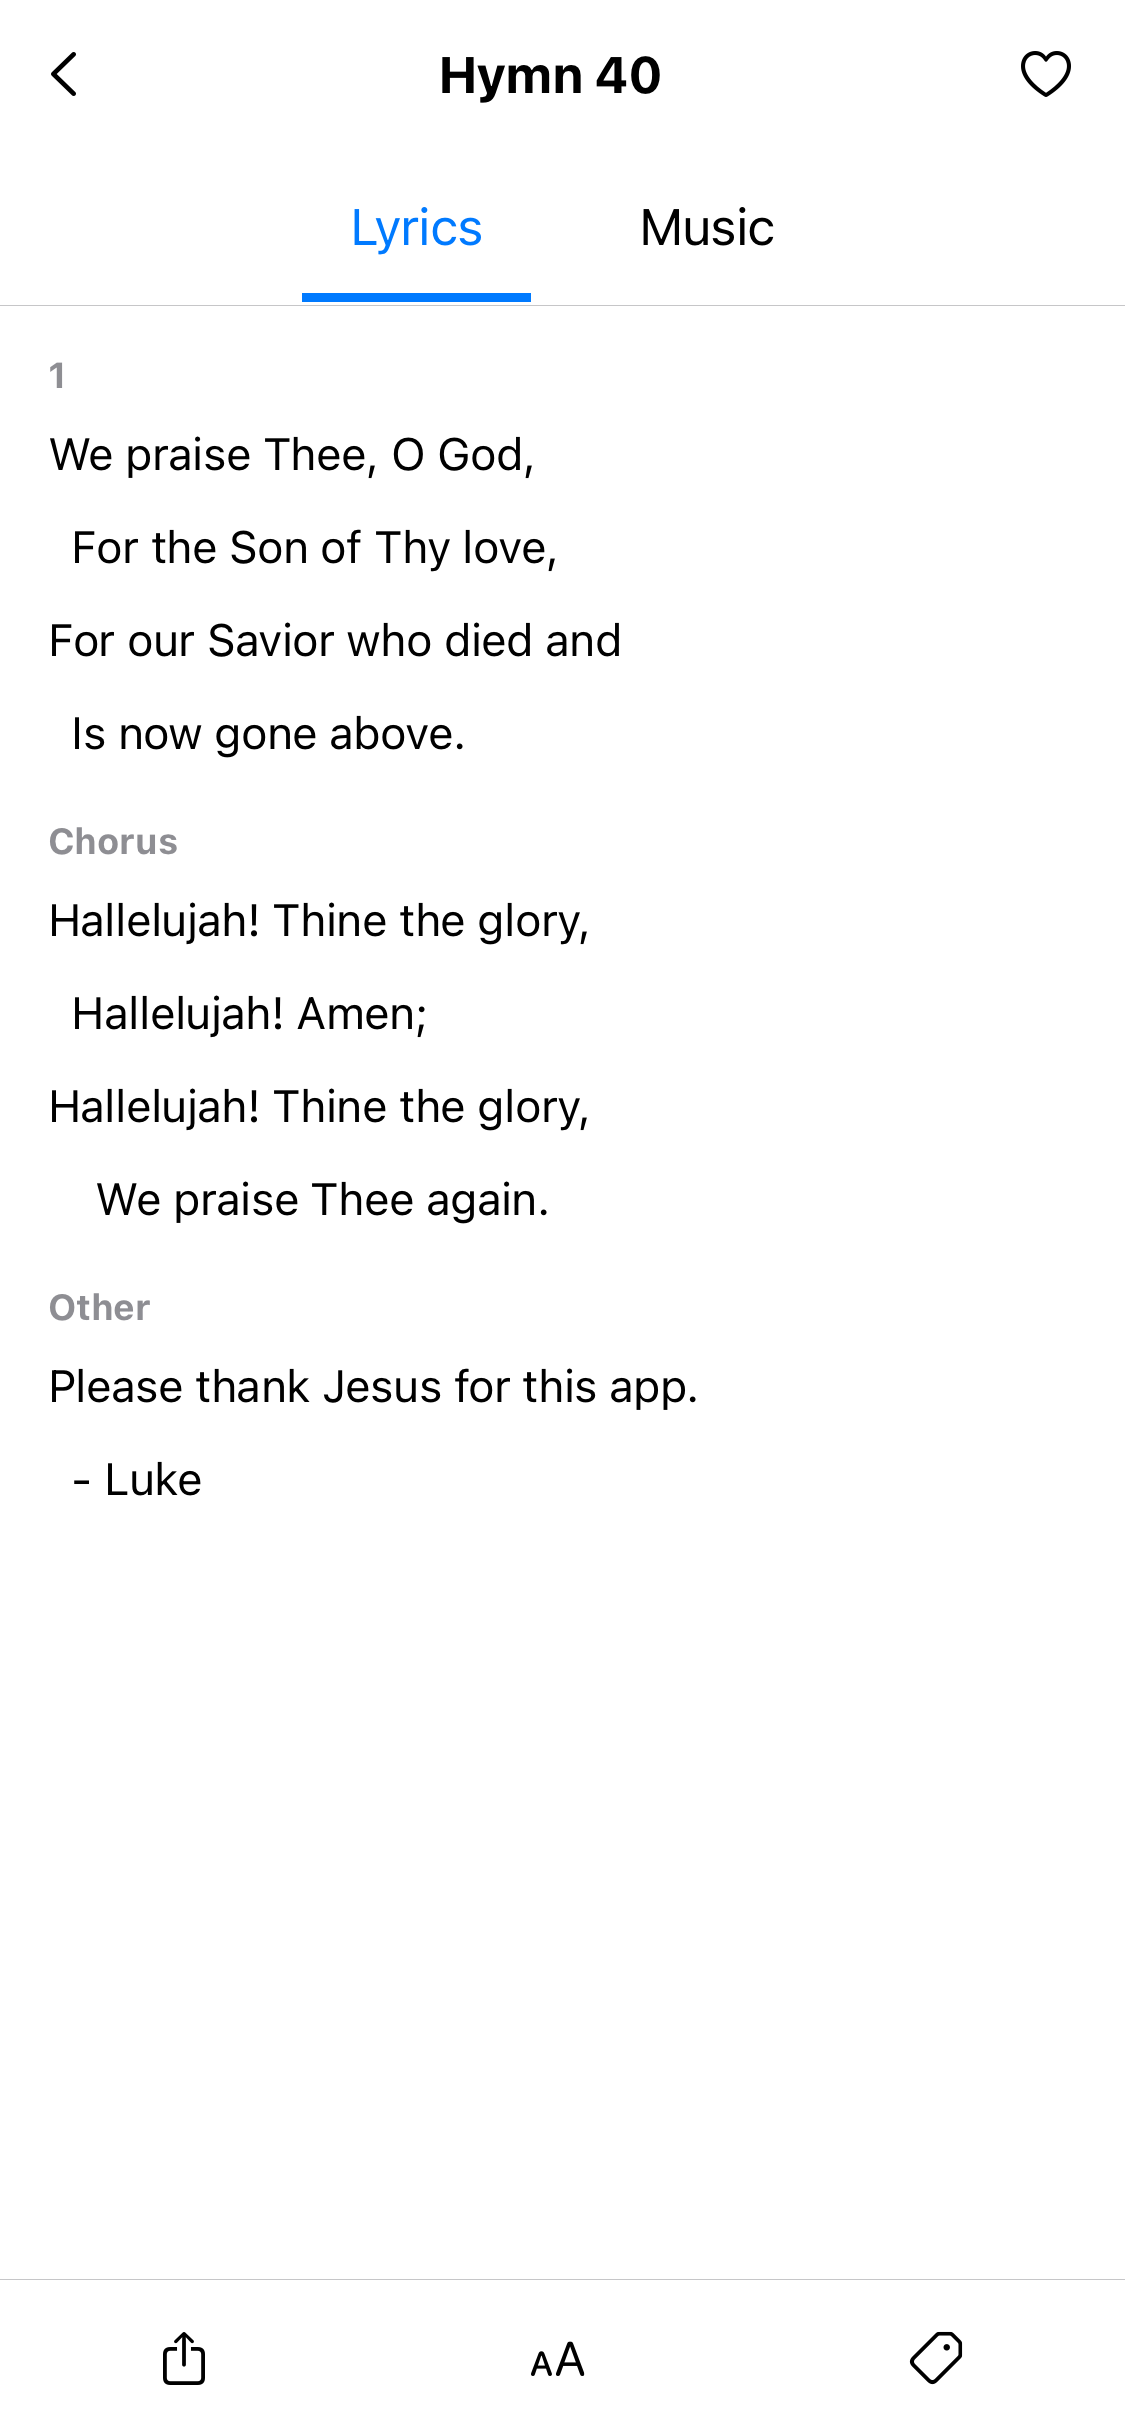 Hymn 40
Lyrics Music
1
We praise Thee, O God,
For the Son of Thy love,
For our Savior who died and
Is now gone above.
Chorus
Hallelujah! Thine the glory,
Hallelujah! Amen;
Hallelujah! Thine the glory,
We praise Thee again.
Other
Please thank Jesus for this app.
- Luke
AA